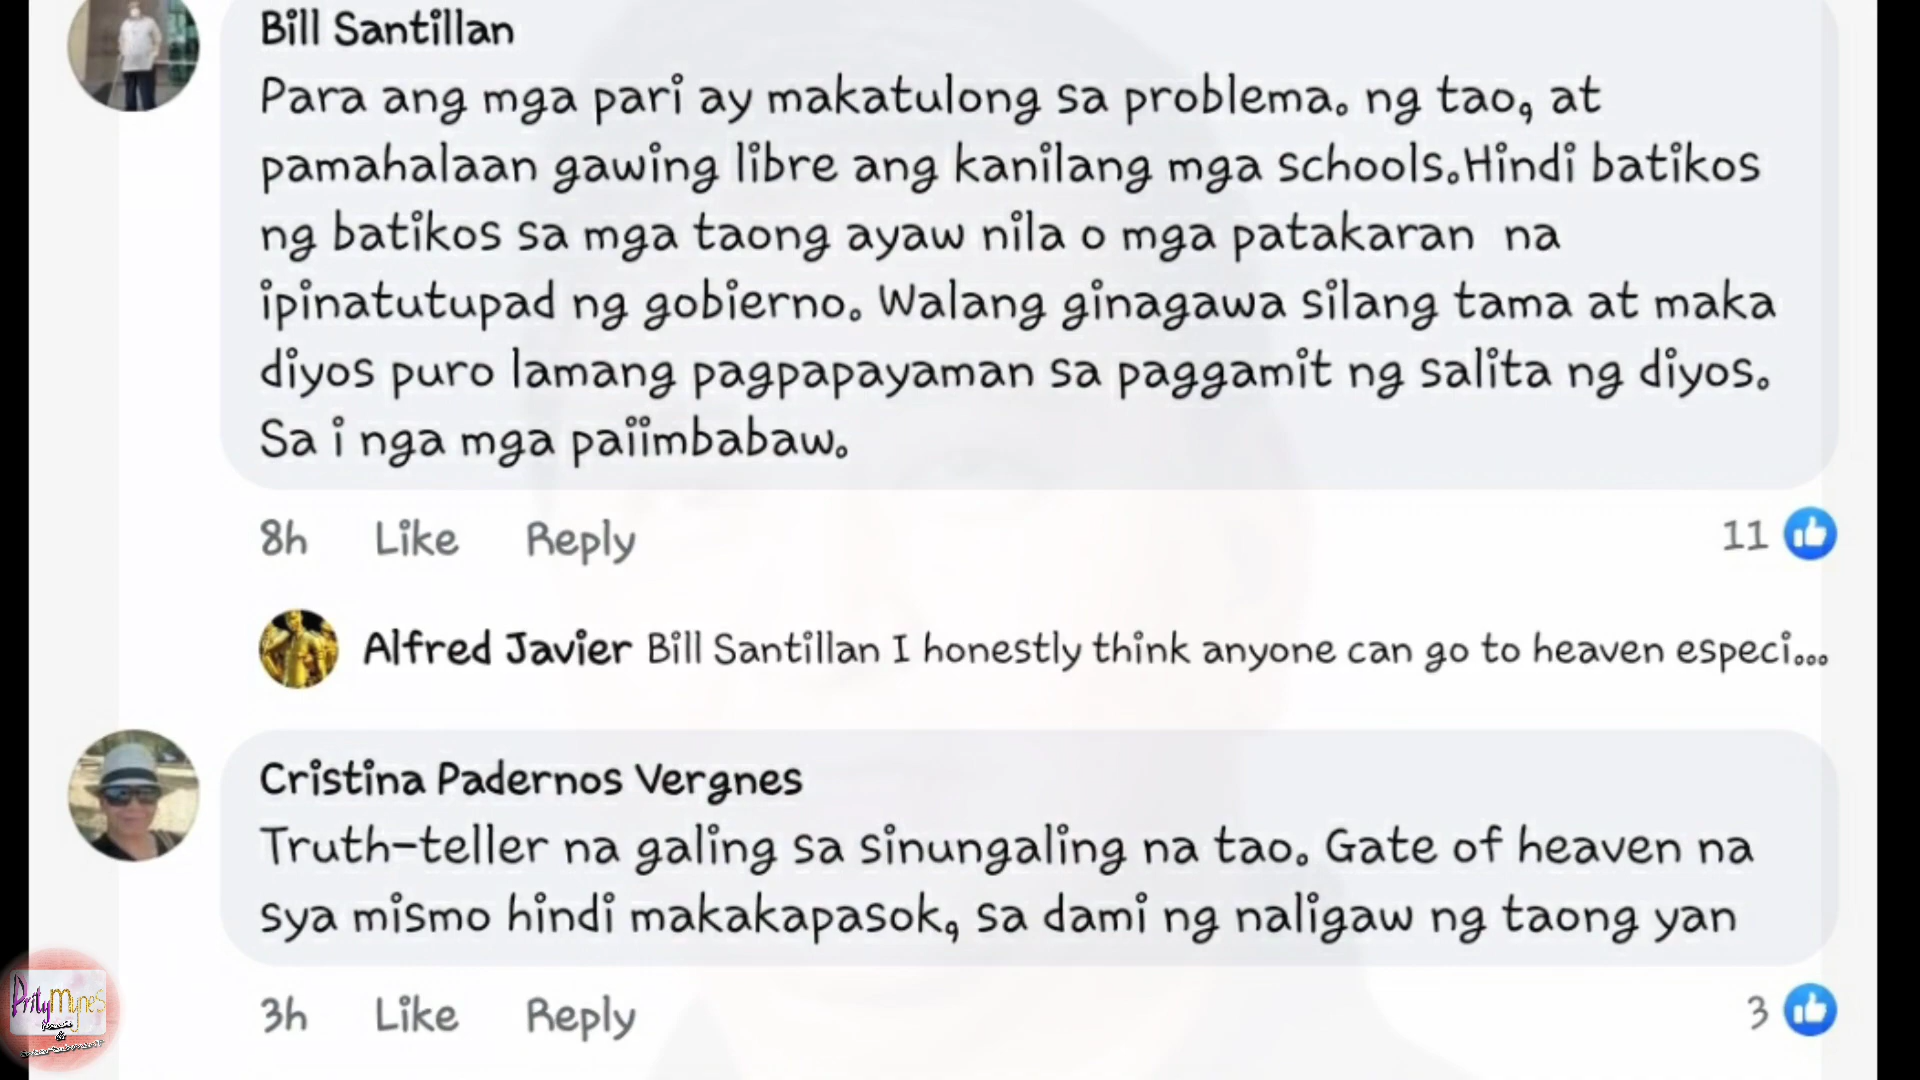 Bill Santillan
Para ang mga pari ay makatulong sa problema. ng tao, at
pamahalaan gawing libre ang kanilang mga schools.Hindi batikos
ng batikos sa mga taong ayaw nila o mga patakaran na
ipinatutupad ng gobierno. Walang ginagawa silang tama at maka
diyos puro lamang pagpapayaman sa paggamit ng salita ng diyos.
Sa i nga mga paiimbabaw.
8h Like Reply 11
Alfred Javier Bill Santillan I honestly think anyone can go to heaven especi...
Cristina Padernos Vergnes
Truth-teller na galing sa sinungaling na tao. Gate of heaven na
sya mismo hindi makakapasok, sa dami ng naligaw ng taong yan
3h Like Reply 3
PrityMynes